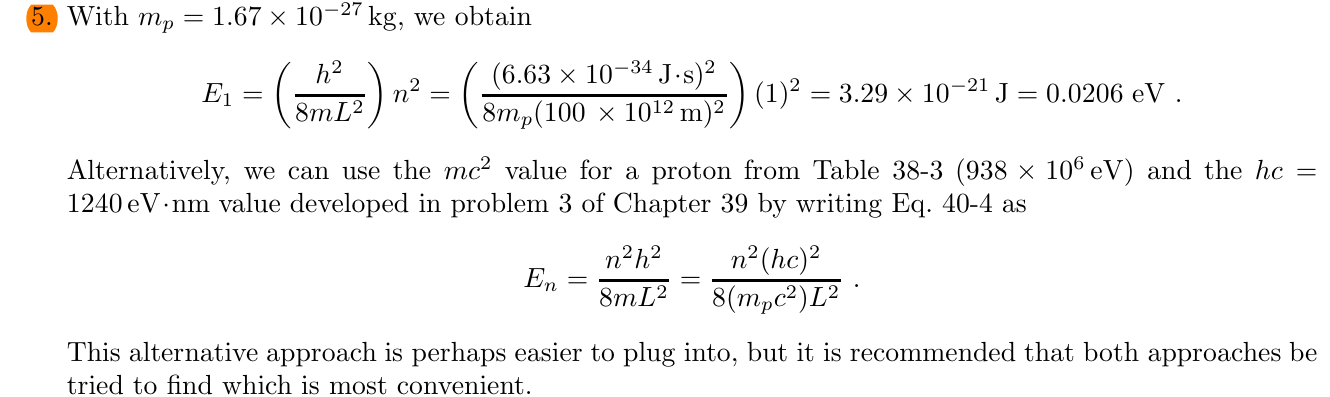 5. With $m_p = 1.67 \times 10^{-27}$ kg, we obtain
$E_1 = \left( \frac{h^2}{8mL^2} \right) n^2 = \left( \frac{(6.63 \times 10^{-34}\,\text{J·s})^2}{8m_p(100 \times 10^{12}\,\text{m})^2} \right) (1)^2 = 3.29 \times 10^{-21}\,\text{J} = 0.0206\ \text{eV}$ .
Alternatively, we can use the $mc^2$ value for a proton from Table 38-3 ($938 \times 10^6$ eV) and the $hc =$
1240 eV·nm value developed in problem 3 of Chapter 39 by writing Eq. 40-4 as
$E_n = \frac{n^2h^2}{8mL^2} = \frac{n^2(hc)^2}{8(m_pc^2)L^2}$ .
This alternative approach is perhaps easier to plug into, but it is recommended that both approaches be
tried to find which is most convenient.